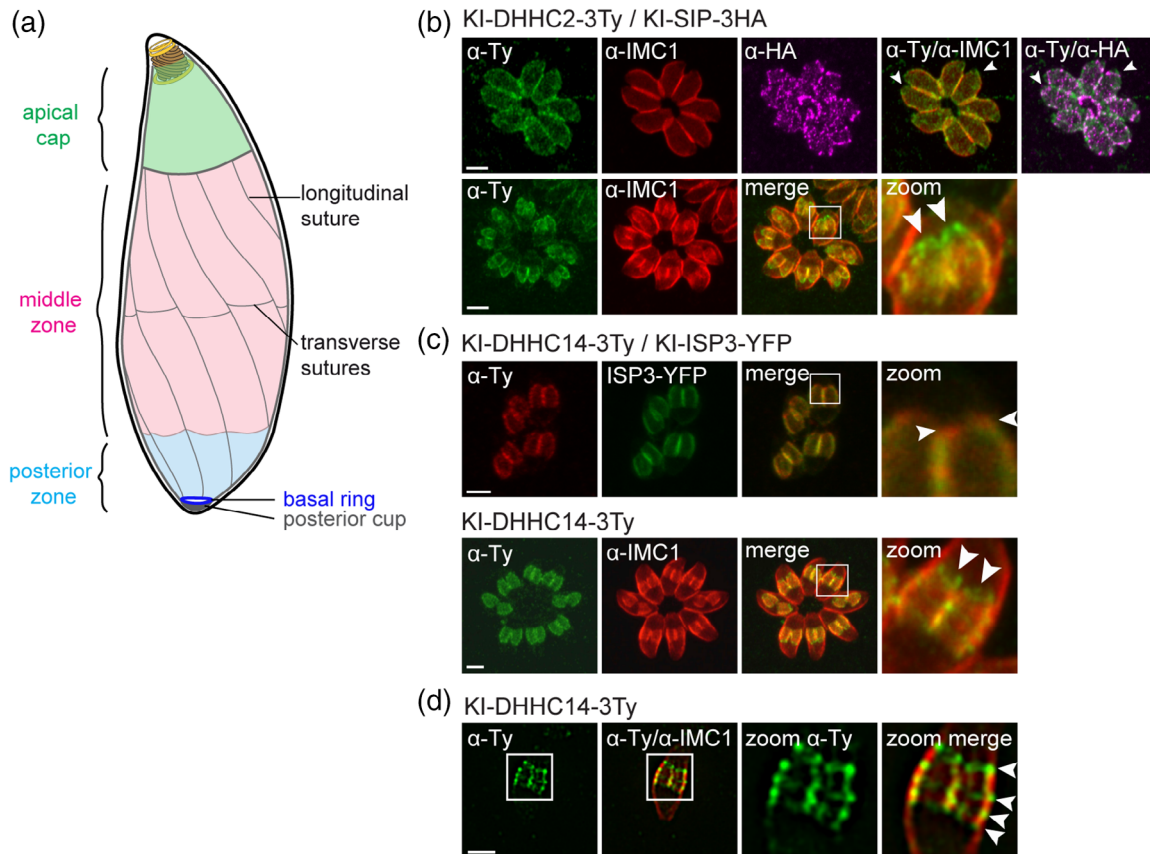 (a)
apical
cap
middle
zone
posterior
zone
longitudinal
suture
transverse
sutures
basal ring
posterior cup
(b) KI-DHHC2-3Ty / KI-SIP-3HA
α-Ty α-IMC1 α-HA α-Ty/α-IMC1 α-Ty/α-HA
α-Ty α-IMC1 merge zoom
(c) KI-DHHC14-3Ty / KI-ISP3-YFP
α-Ty ISP3-YFP merge zoom
KI-DHHC14-3Ty
α-Ty α-IMC1 merge zoom
(d) KI-DHHC14-3Ty
α-Ty α-Ty/α-IMC1 zoom α-Ty zoom merge